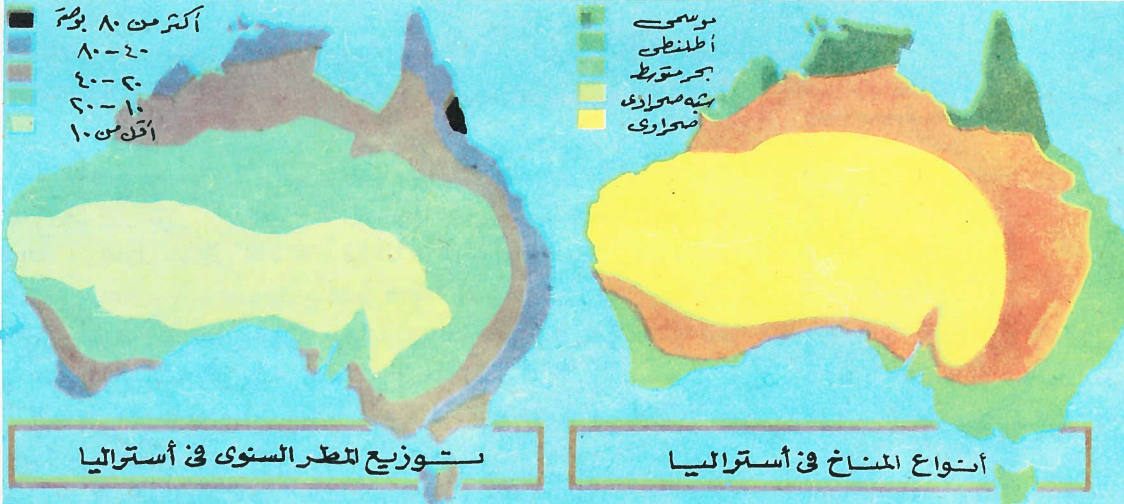 موسمى
أطلنطى
بحر متوسط
شبه صحراوى
صحراوى
أنواع المناخ فى أستراليا
أكثر من ٨٠ بوصة
٤٠ – ٨٠
٢٠ – ٤٠
١٠ – ٢٠
أقل من ١٠
توزيع المطر السنوى فى أستراليا